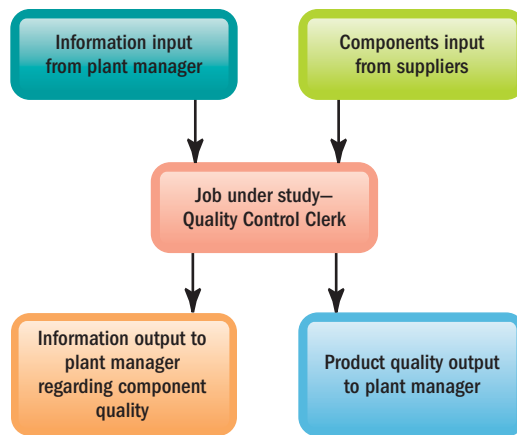 Information input
from plant manager
Components input
from suppliers
Job under study—
Quality Control Clerk
Information output to
plant manager
regarding component
quality
Product quality output
to plant manager